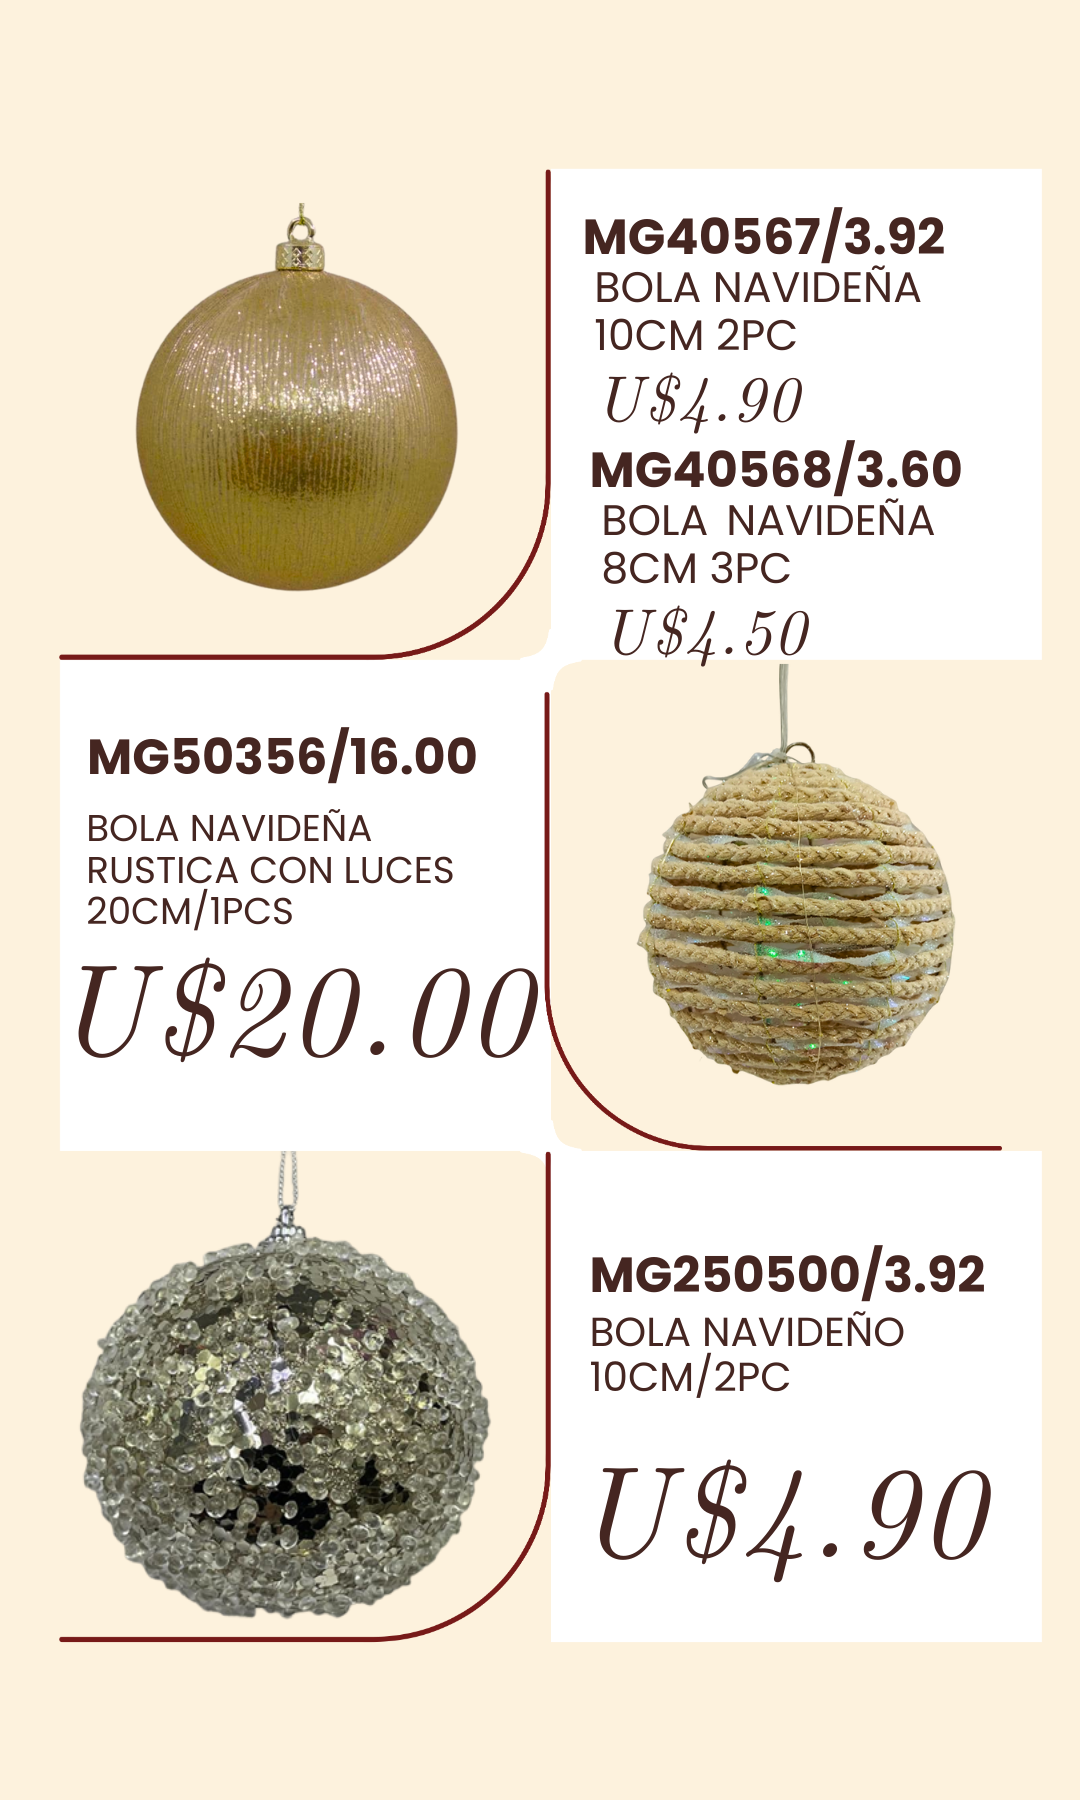 MG40567/3.92
BOLA NAVIDEÑA
10CM 2PC
U$4.90
MG40568/3.60
BOLA NAVIDEÑA
8CM 3PC
U$4.50
MG50356/16.00
BOLA NAVIDEÑA
RUSTICA CON LUCES
20CM/1PCS
U$20.00
MG250500/3.92
BOLA NAVIDEÑO
10CM/2PC
U$4.90